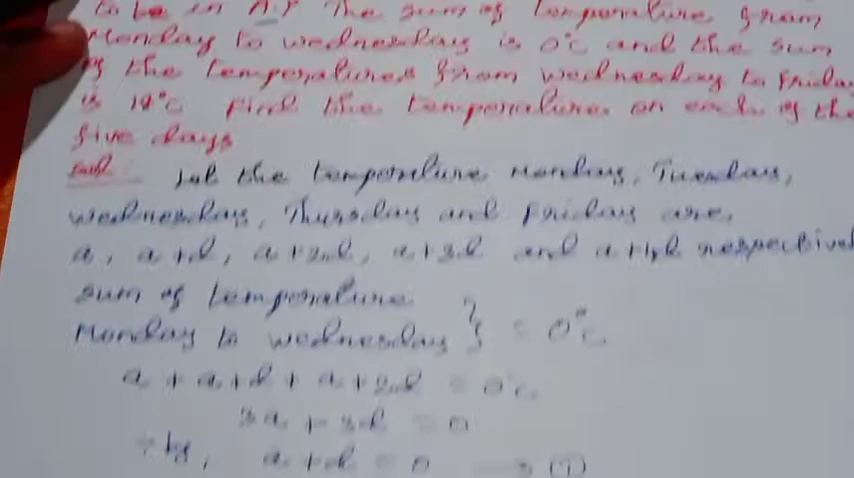 to be in A.P The sum of temperature from
Monday to wednesday is 0°c and the sum
of the temperatures from wednesday to Friday
is 18°c Find the temperature on each of the
five days
Sol Let the temperature Monday, Tuesday,
wednesday, Thursday and Friday are,
a, a+d, a+2d, a+3d and a+4d respectivel
sum of temperature
Monday to wednesday } = 0°c
a + a+d + a+2d = 0°c
3a + 3d = 0
÷ by, a+d = 0 → (1)